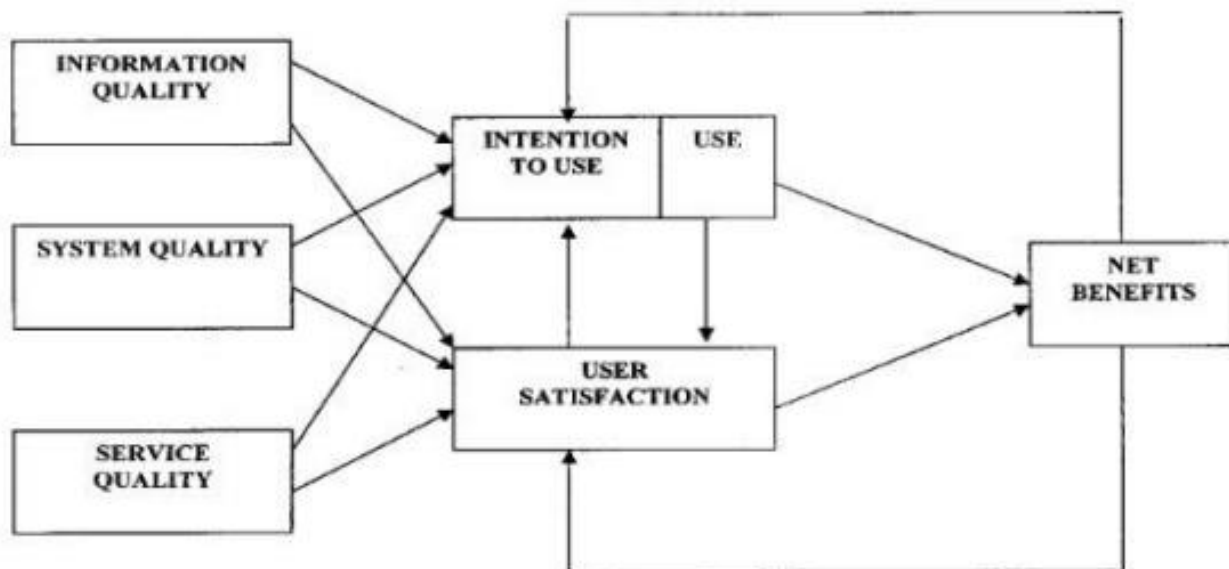 INFORMATION
QUALITY
SYSTEM QUALITY
SERVICE
QUALITY
INTENTION
TO USE
USE
USER
SATISFACTION
NET
BENEFITS